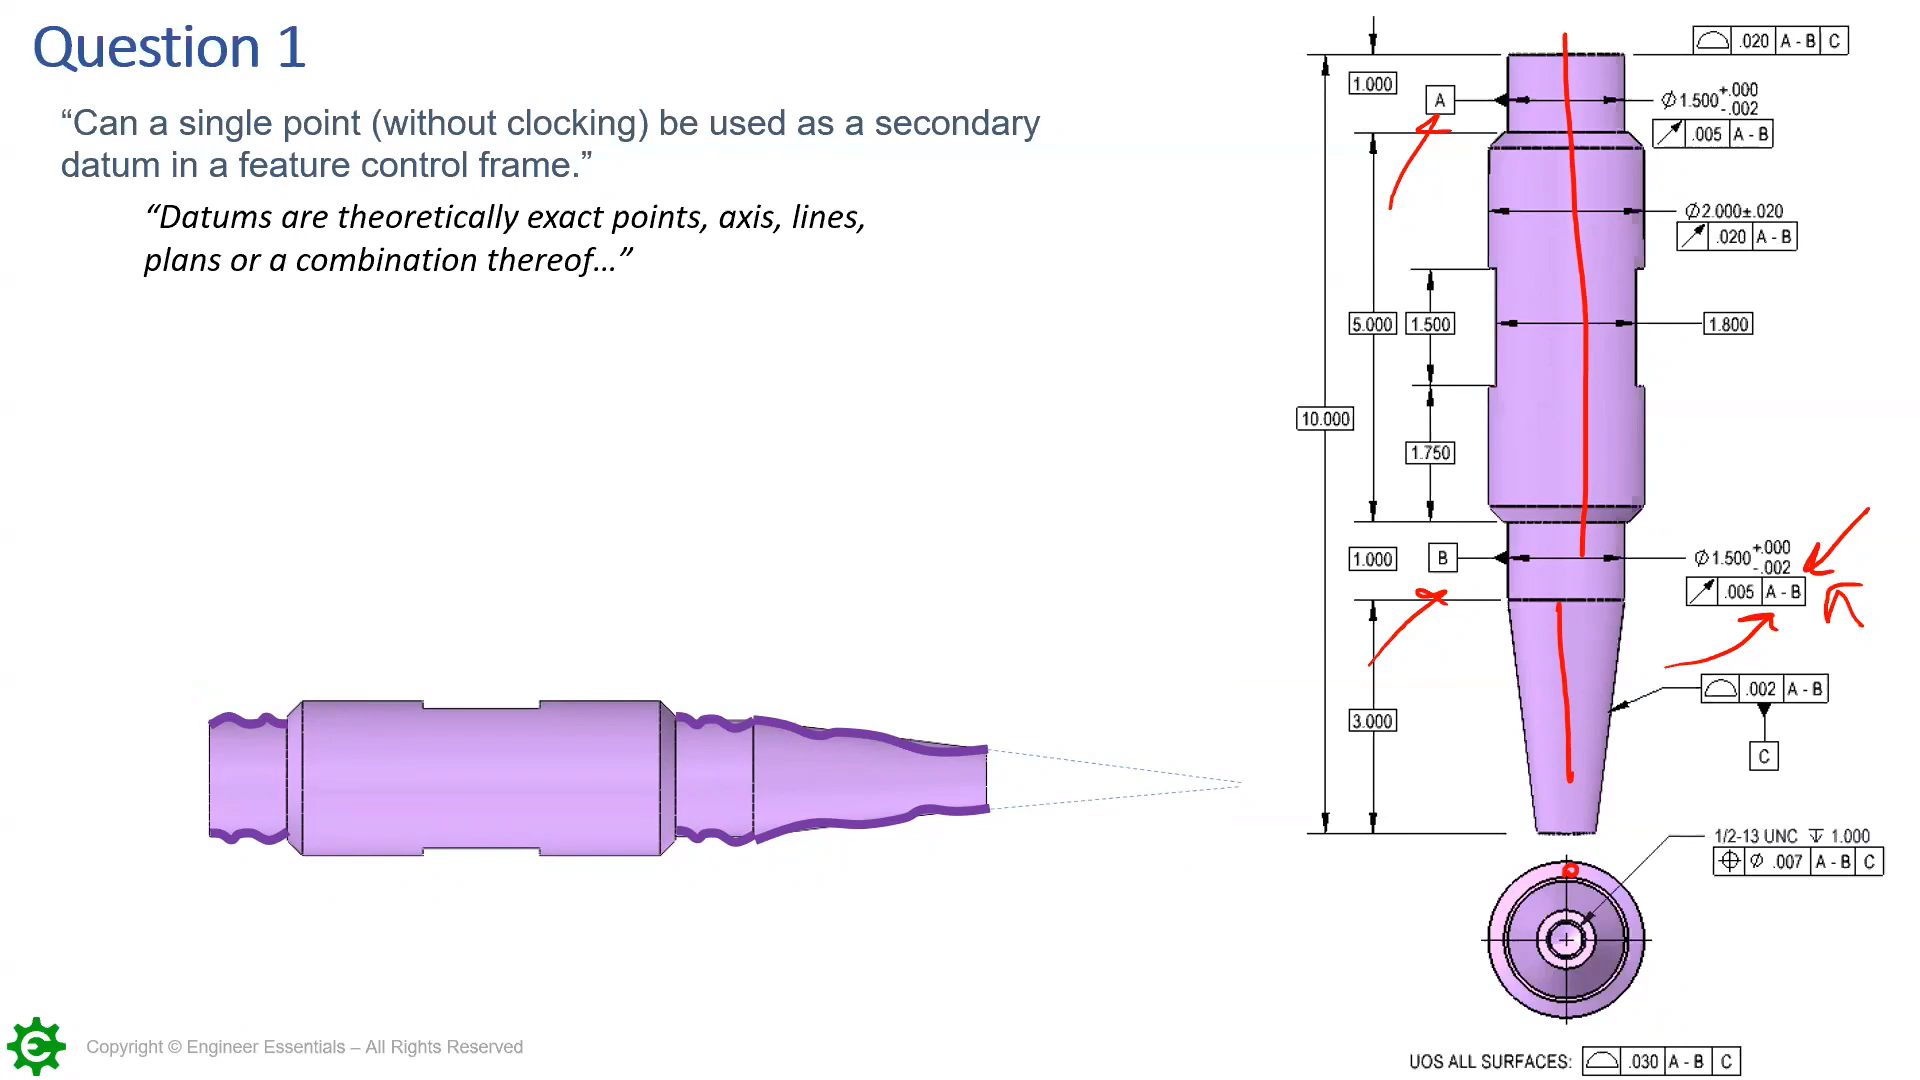 Question 1
“Can a single point (without clocking) be used as a secondary
datum in a feature control frame.”
“Datums are theoretically exact points, axis, lines,
plans or a combination thereof…”
.020 A - B C
1.000
A
Ø1.500 +.000
-.002
.005 A - B
Ø2.000±.020
.020 A - B
5.000 1.500
1.800
10.000
1.750
1.000
B
Ø1.500 +.000
-.002
.005 A - B
.002 A - B
3.000
C
1/2-13 UNC ↧ 1.000
⌖ Ø .007 A - B C
UOS ALL SURFACES: .030 A - B C
Copyright © Engineer Essentials – All Rights Reserved